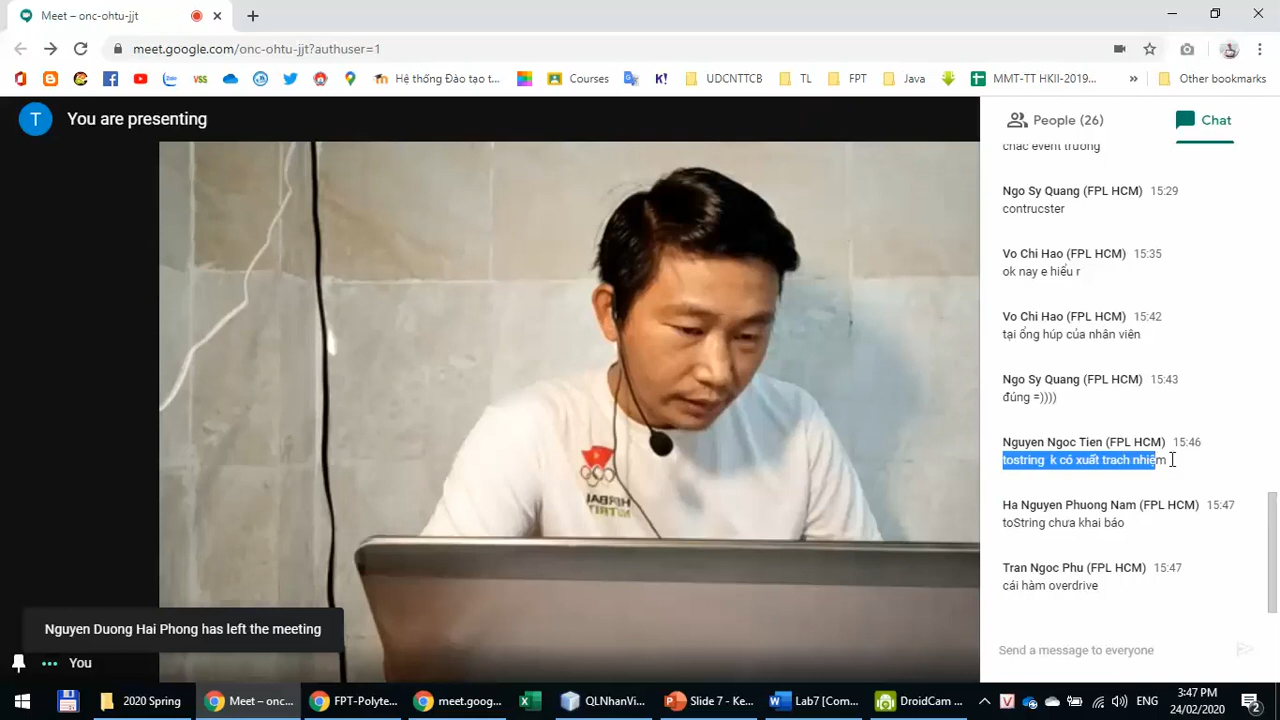 Meet – onc-ohtu-jjt
meet.google.com/onc-ohtu-jjt?authuser=1
Hệ thống Đào tạo t...
Courses
UDCNTTCB
TL
FPT
Java
MMT-TT HKII-2019...
»
Other bookmarks
T
You are presenting
People (26)
Chat
chac event trường
Ngo Sy Quang (FPL HCM) 15:29
contrucster
Vo Chi Hao (FPL HCM) 15:35
ok nay e hiểu r
Vo Chi Hao (FPL HCM) 15:42
tại ổng húp của nhân viên
Ngo Sy Quang (FPL HCM) 15:43
đúng =))))
Nguyen Ngoc Tien (FPL HCM) 15:46
tostring k có xuất trach nhiệm
Ha Nguyen Phuong Nam (FPL HCM) 15:47
toString chưa khai báo
Tran Ngoc Phu (FPL HCM) 15:47
cái hàm overdrive
Nguyen Duong Hai Phong has left the meeting
You
Send a message to everyone
2020 Spring
Meet – onc-...
FPT-Polyte...
meet.goog...
QLNhanVi...
Slide 7 - Ke...
Lab7 [Com...
DroidCam ...
ENG
3:47 PM
24/02/2020
2